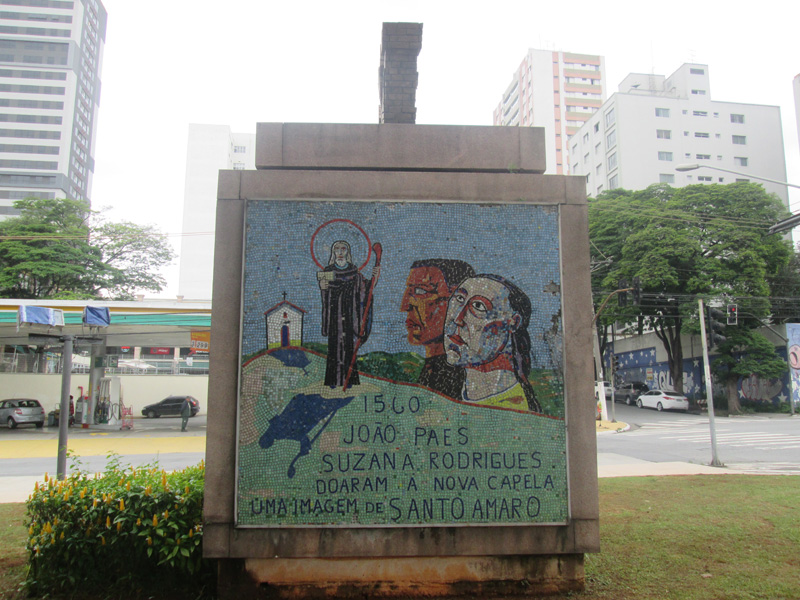 1560
JOÃO PAES
SUZANA RODRIGUES
DOARAM A NOVA CAPELA
UMA IMAGEM DE SANTO AMARO